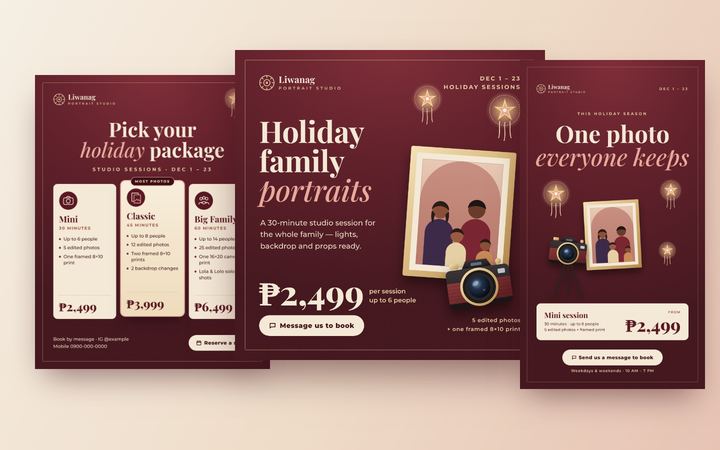 Liwanag
PORTRAIT STUDIO
Pick your
holiday package
STUDIO SESSIONS · DEC 1 – 23
Mini
30 MINUTES
Up to 6 people
5 edited photos
One framed 8×10
print
₱2,499
MOST PHOTOS
Classic
45 MINUTES
Up to 8 people
12 edited photos
Two framed 8×10
prints
2 backdrop changes
₱3,999
Big Family
60 MINUTES
Up to 14 people
25 edited photos
One 16×20 canvas
print
Lola & Lolo solo
shots
₱6,499
Book by message · IG @example
Mobile 0900-000-0000
Reserve a
Liwanag
PORTRAIT STUDIO
DEC 1 – 23
HOLIDAY SESSIONS
Holiday
family
portraits
A 30-minute studio session for
the whole family — lights,
backdrop and props ready.
₱2,499
per session
up to 6 people
Message us to book
5 edited photos
+ one framed 8×10 print
Liwanag
PORTRAIT STUDIO
DEC 1 – 23
THIS HOLIDAY SEASON
One photo
everyone keeps
Mini session
30 minutes · up to 6 people
5 edited photos + framed print
FROM
₱2,499
Send us a message to book
Weekdays & weekends · 10 AM – 7 PM